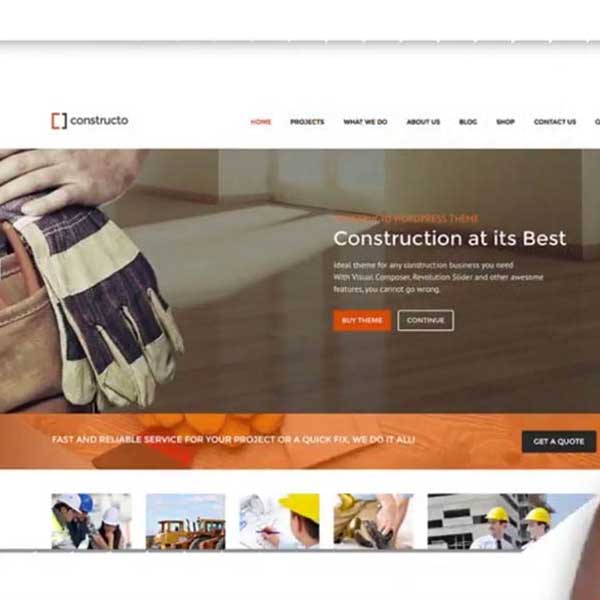 constructo
HOME PROJECTS WHAT WE DO ABOUT US BLOG SHOP CONTACT US
WORDPRESS THEME
Construction at its Best
Ideal theme for any construction business you need
With Visual Composer, Revolution Slider and other awesome
features, you cannot go wrong.
BUY THEME CONTINUE
FAST AND RELIABLE SERVICE FOR YOUR PROJECT OR A QUICK FIX, WE DO IT ALL!
GET A QUOTE